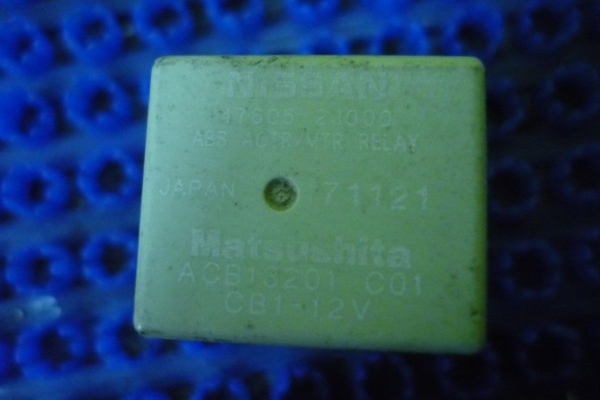 NISSAN
47605 2J000
ABS ACTR/MTR RELAY
JAPAN 71121
Matsushita
ACB13201 C01
CB1-12V